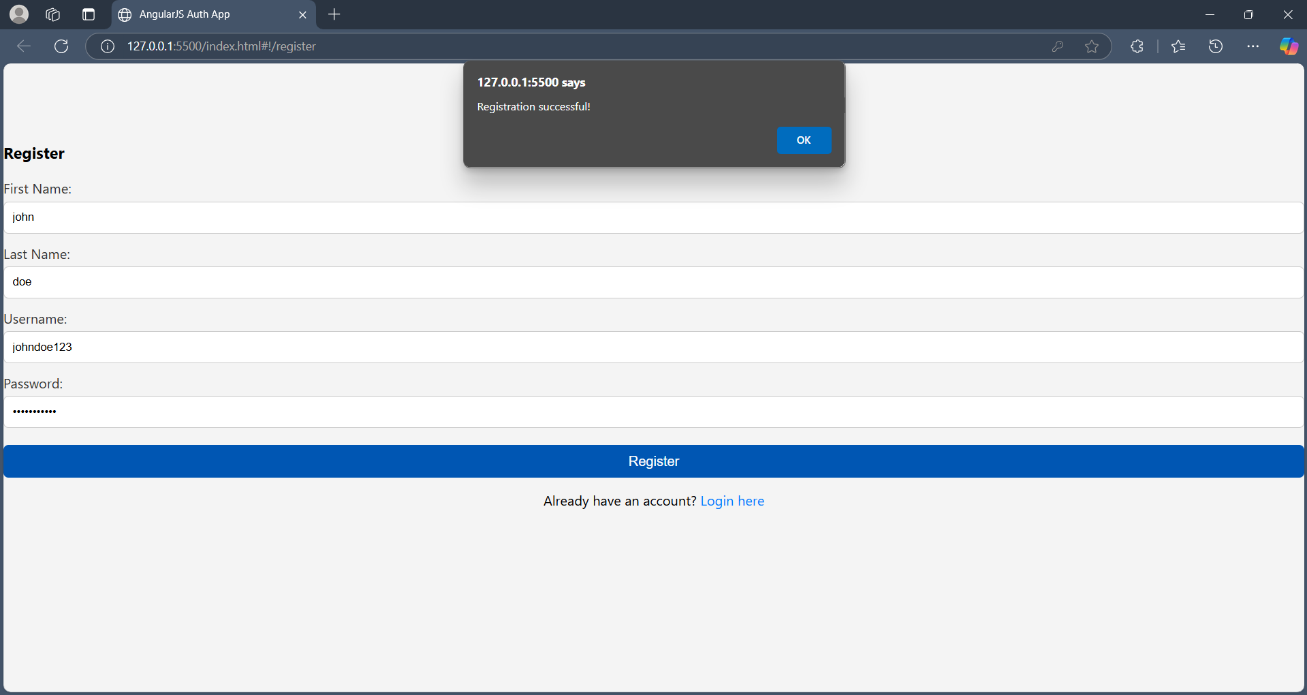 AngularJS Auth App
127.0.0.1:5500/index.html#!/register
127.0.0.1:5500 says
Registration successful!
OK
Register
First Name:
john
Last Name:
doe
Username:
johndoe123
Password:
•••••••••••
Register
Already have an account? Login here